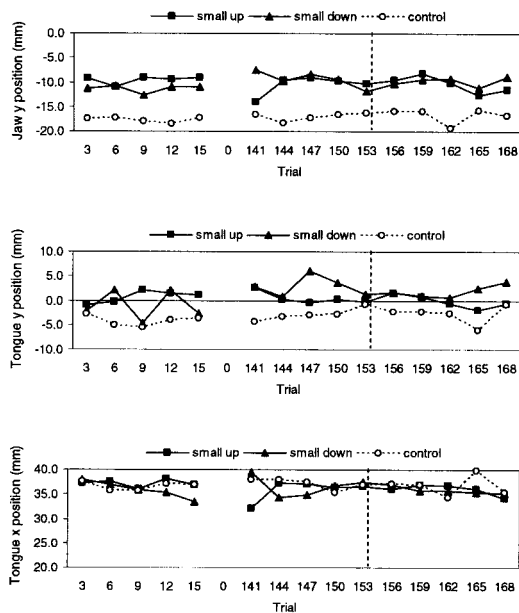 small up small down control
Jaw y position (mm)
0.0
-5.0
-10.0
-15.0
-20.0
3 6 9 12 15 0 141 144 147 150 153 156 159 162 165 168
Trial
small up small down control
Tongue y position (mm)
10.0
5.0
0.0
-5.0
-10.0
3 6 9 12 15 0 141 144 147 150 153 156 159 162 165 168
Trial
small up small down control
Tongue x position (mm)
40.0
35.0
30.0
25.0
20.0
3 6 9 12 15 0 141 144 147 150 153 156 159 162 165 168
Trial